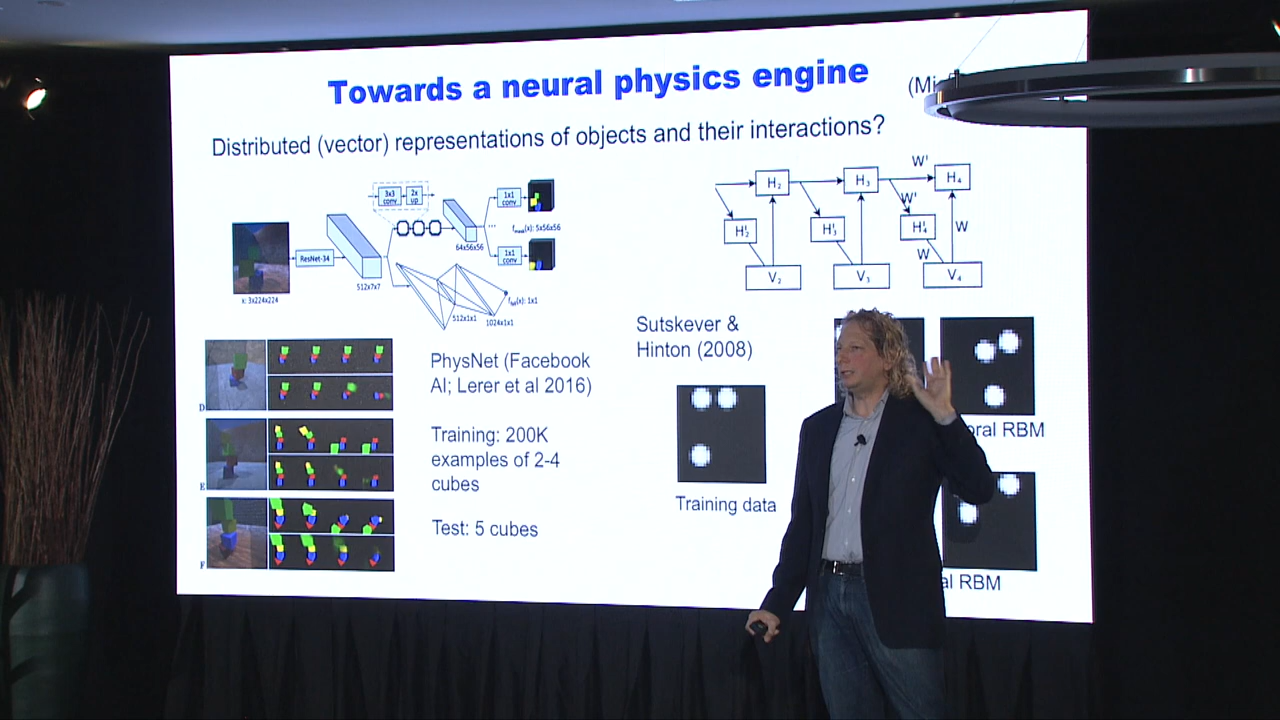 Towards a neural physics engine
Distributed (vector) representations of objects and their interactions?
3x3
conv
2x
up
1x1
conv
64x56x56
...
1x1
conv
ResNet-34
x: 3x224x224
512x7x7
512x1x1
1024x1x1
W'
H₂
H₃
H₄
W'
W
W
V₂
V₃
V₄
PhysNet (Facebook
AI; Lerer et al 2016)
Training: 200K
examples of 2-4
cubes
Test: 5 cubes
Sutskever &
Hinton (2008)
Training data
RBM
RBM